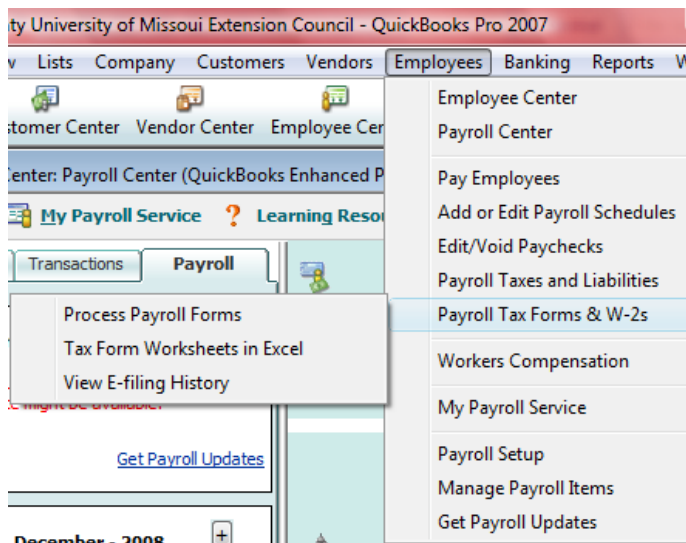 ty University of Missoui Extension Council - QuickBooks Pro 2007
Lists Company Customers Vendors Employees Banking Reports
stomer Center Vendor Center Employee Cer
Center: Payroll Center (QuickBooks Enhanced P
My Payroll Service ? Learning Resou
Transactions Payroll
Process Payroll Forms
Tax Form Worksheets in Excel
View E-filing History
might be available.
Get Payroll Updates
December - 2008 +
Employee Center
Payroll Center
Pay Employees
Add or Edit Payroll Schedules
Edit/Void Paychecks
Payroll Taxes and Liabilities
Payroll Tax Forms & W-2s
Workers Compensation
My Payroll Service
Payroll Setup
Manage Payroll Items
Get Payroll Updates